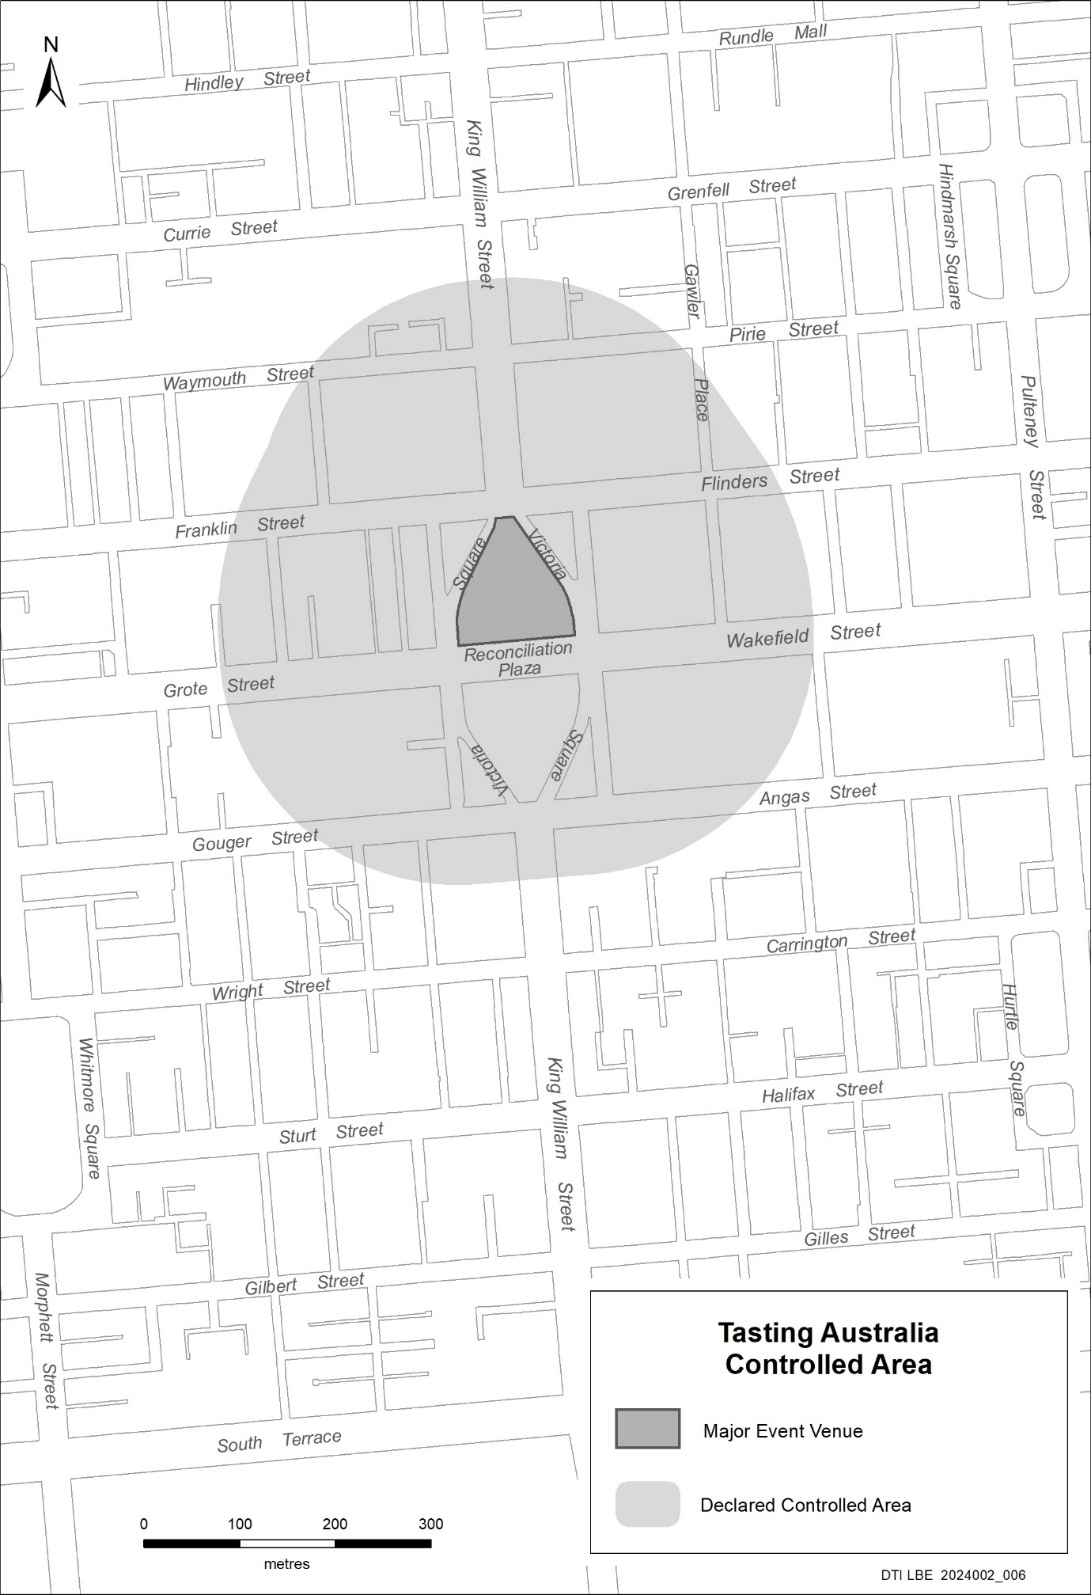 N
Rundle Mall
Hindley Street
King William Street
Grenfell Street
Hindmarsh Square
Currie Street
Gawler Place
Pirie Street
Waymouth Street
Pulteney Street
Flinders Street
Franklin Street
Victoria Square
Wakefield Street
Reconciliation
Plaza
Grote Street
Victoria Square
Angas Street
Gouger Street
Carrington Street
Wright Street
Hurtle Square
Whitmore Square
King William Street
Halifax Street
Sturt Street
Gilles Street
Gilbert Street
Morphett Street
South Terrace
Tasting Australia
Controlled Area
Major Event Venue
Declared Controlled Area
0 100 200 300
metres
DTI LBE 2024002_006